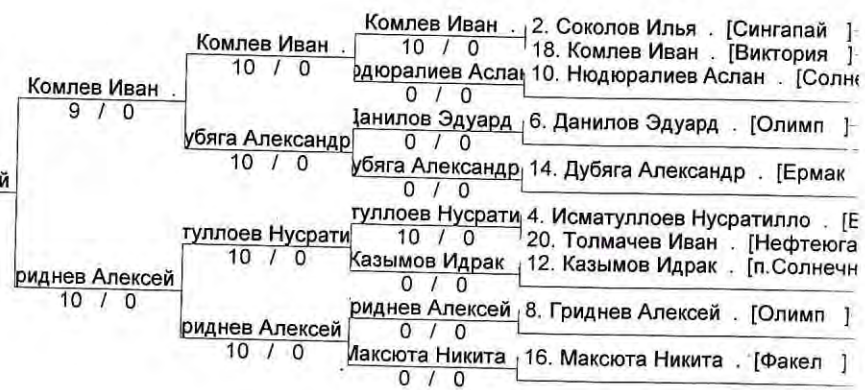 Комлев Иван .
2. Соколов Илья . [Сингапай ]
Комлев Иван .
10 / 0
18. Комлев Иван . [Виктория ]
10 / 0
одюралиев Аслан
10. Нюдюралиев Аслан . [Солне
Комлев Иван .
0 / 0
9 / 0
Данилов Эдуард
6. Данилов Эдуард . [Олимп ]
убяга Александр
0 / 0
10 / 0
убяга Александр
14. Дубяга Александр . [Ермак
0 / 0
й
туллоев Нусрати
4. Исматуллоев Нусратилло . [Е
туллоев Нусрати
10 / 0
20. Толмачев Иван . [Нефтеюга
10 / 0
Казымов Идрак
12. Казымов Идрак . [п.Солнечн
риднев Алексей
0 / 0
10 / 0
риднев Алексей
8. Гриднев Алексей . [Олимп ]
риднев Алексей
0 / 0
10 / 0
Максюта Никита
16. Максюта Никита . [Факел ]
0 / 0